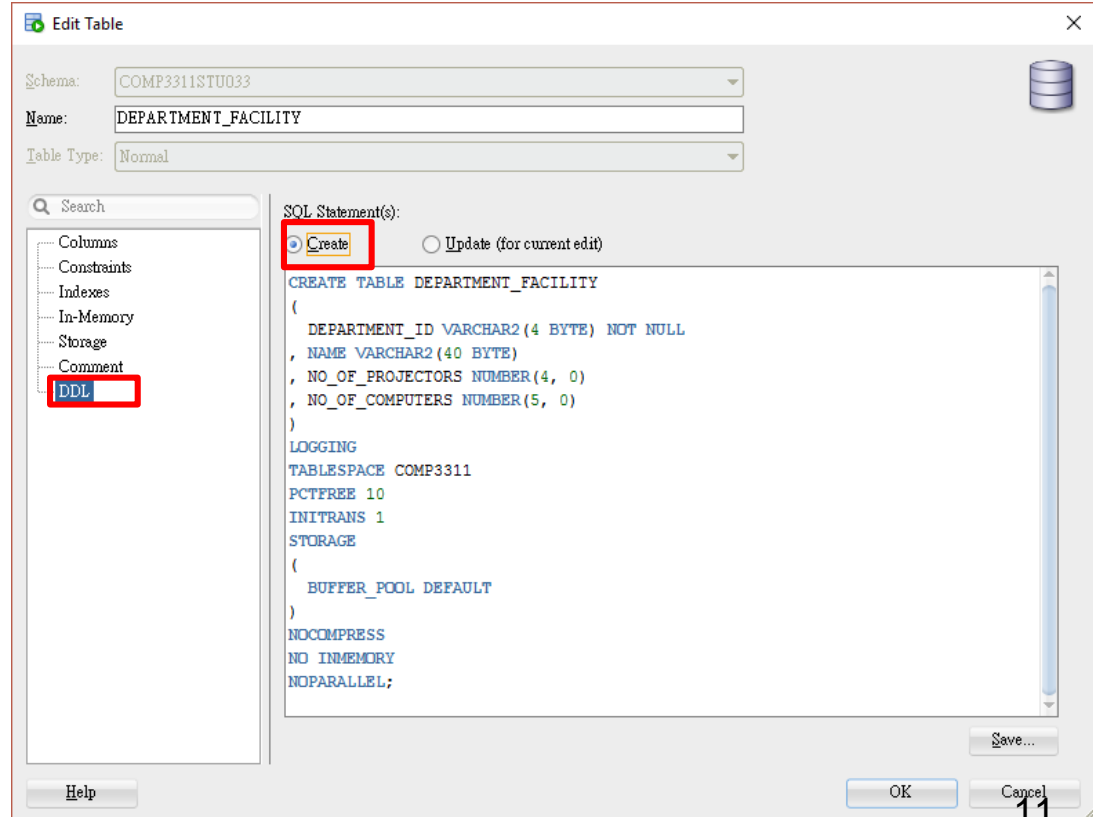 Edit Table
Schema: COMP3311STU033
Name: DEPARTMENT_FACILITY
Table Type: Normal
Search
Columns
Constraints
Indexes
In-Memory
Storage
Comment
DDL
SQL Statement(s):
Create Update (for current edit)
CREATE TABLE DEPARTMENT_FACILITY
(
  DEPARTMENT_ID VARCHAR2(4 BYTE) NOT NULL
, NAME VARCHAR2(40 BYTE)
, NO_OF_PROJECTORS NUMBER(4, 0)
, NO_OF_COMPUTERS NUMBER(5, 0)
)
LOGGING
TABLESPACE COMP3311
PCTFREE 10
INITRANS 1
STORAGE
(
  BUFFER_POOL DEFAULT
)
NOCOMPRESS
NO INMEMORY
NOPARALLEL;
Save...
Help OK Cancel
11